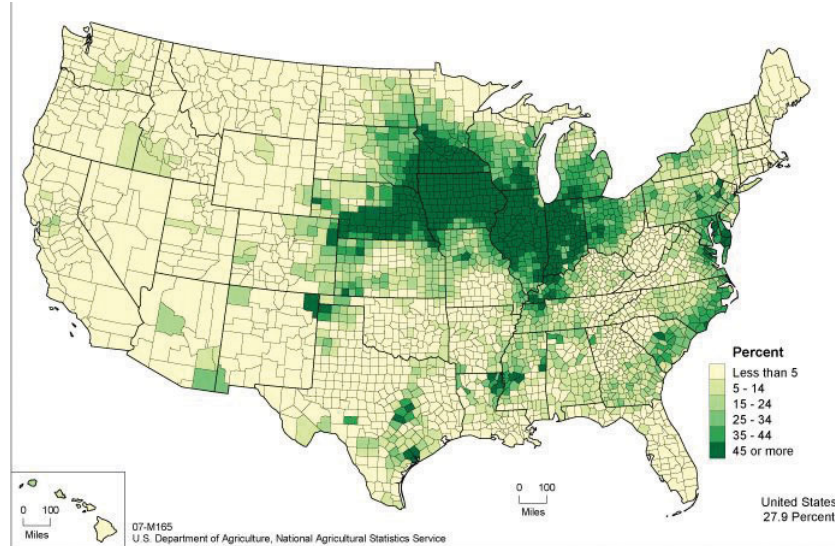 Percent
Less than 5
5 - 14
15 - 24
25 - 34
35 - 44
45 or more
0 100
Miles
0 100
Miles
07-M165
U.S. Department of Agriculture, National Agricultural Statistics Service
United States
27.9 Percent